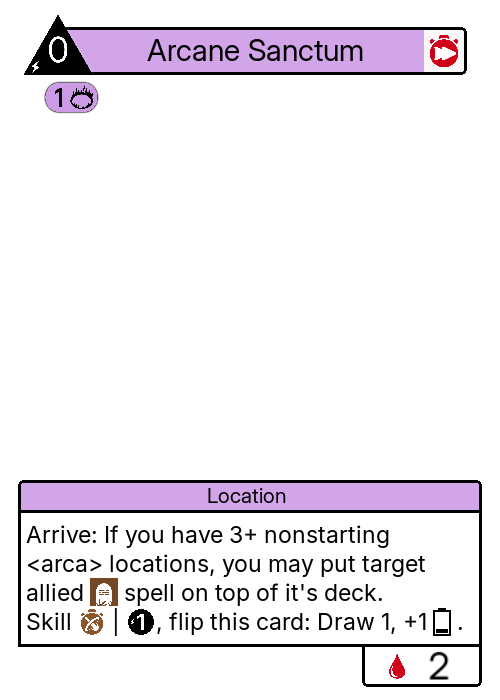 0
Arcane Sanctum
1
Location
Arrive: If you have 3+ nonstarting
<arca> locations, you may put target
allied spell on top of it's deck.
Skill | 1, flip this card: Draw 1, +1 .
2